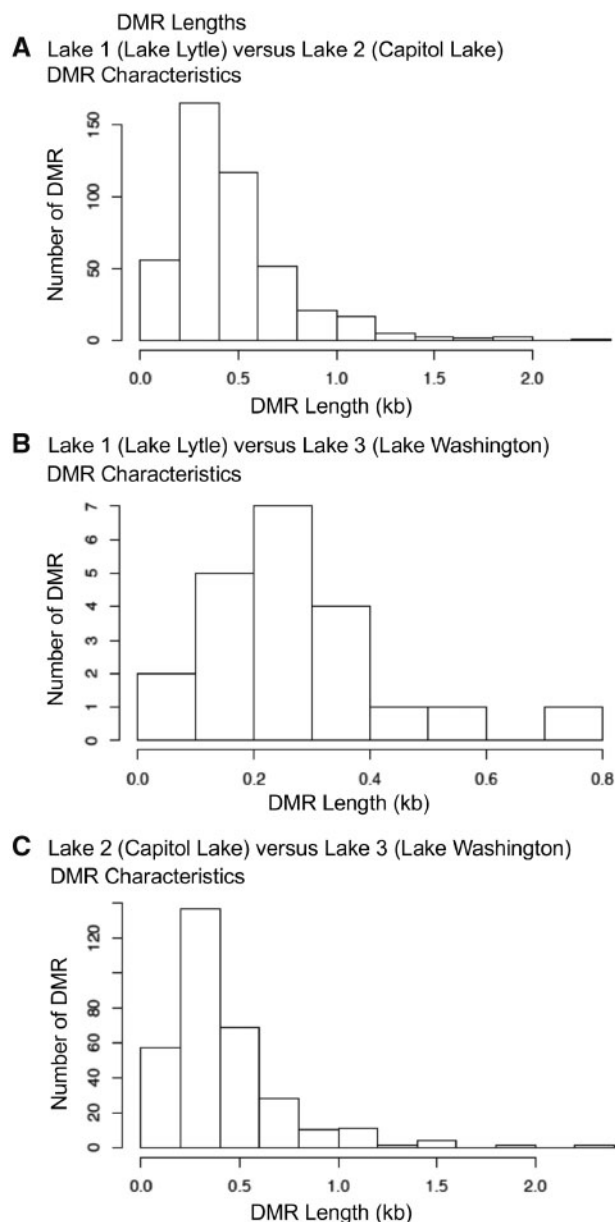 DMR Lengths
A Lake 1 (Lake Lytle) versus Lake 2 (Capitol Lake)
DMR Characteristics
Number of DMR
150
100
50
0
0.0 0.5 1.0 1.5 2.0
DMR Length (kb)
B Lake 1 (Lake Lytle) versus Lake 3 (Lake Washington)
DMR Characteristics
Number of DMR
7
6
5
4
3
2
1
0
0.0 0.2 0.4 0.6 0.8
DMR Length (kb)
C Lake 2 (Capitol Lake) versus Lake 3 (Lake Washington)
DMR Characteristics
Number of DMR
120
80
60
40
20
0
0.0 0.5 1.0 2.0
DMR Length (kb)